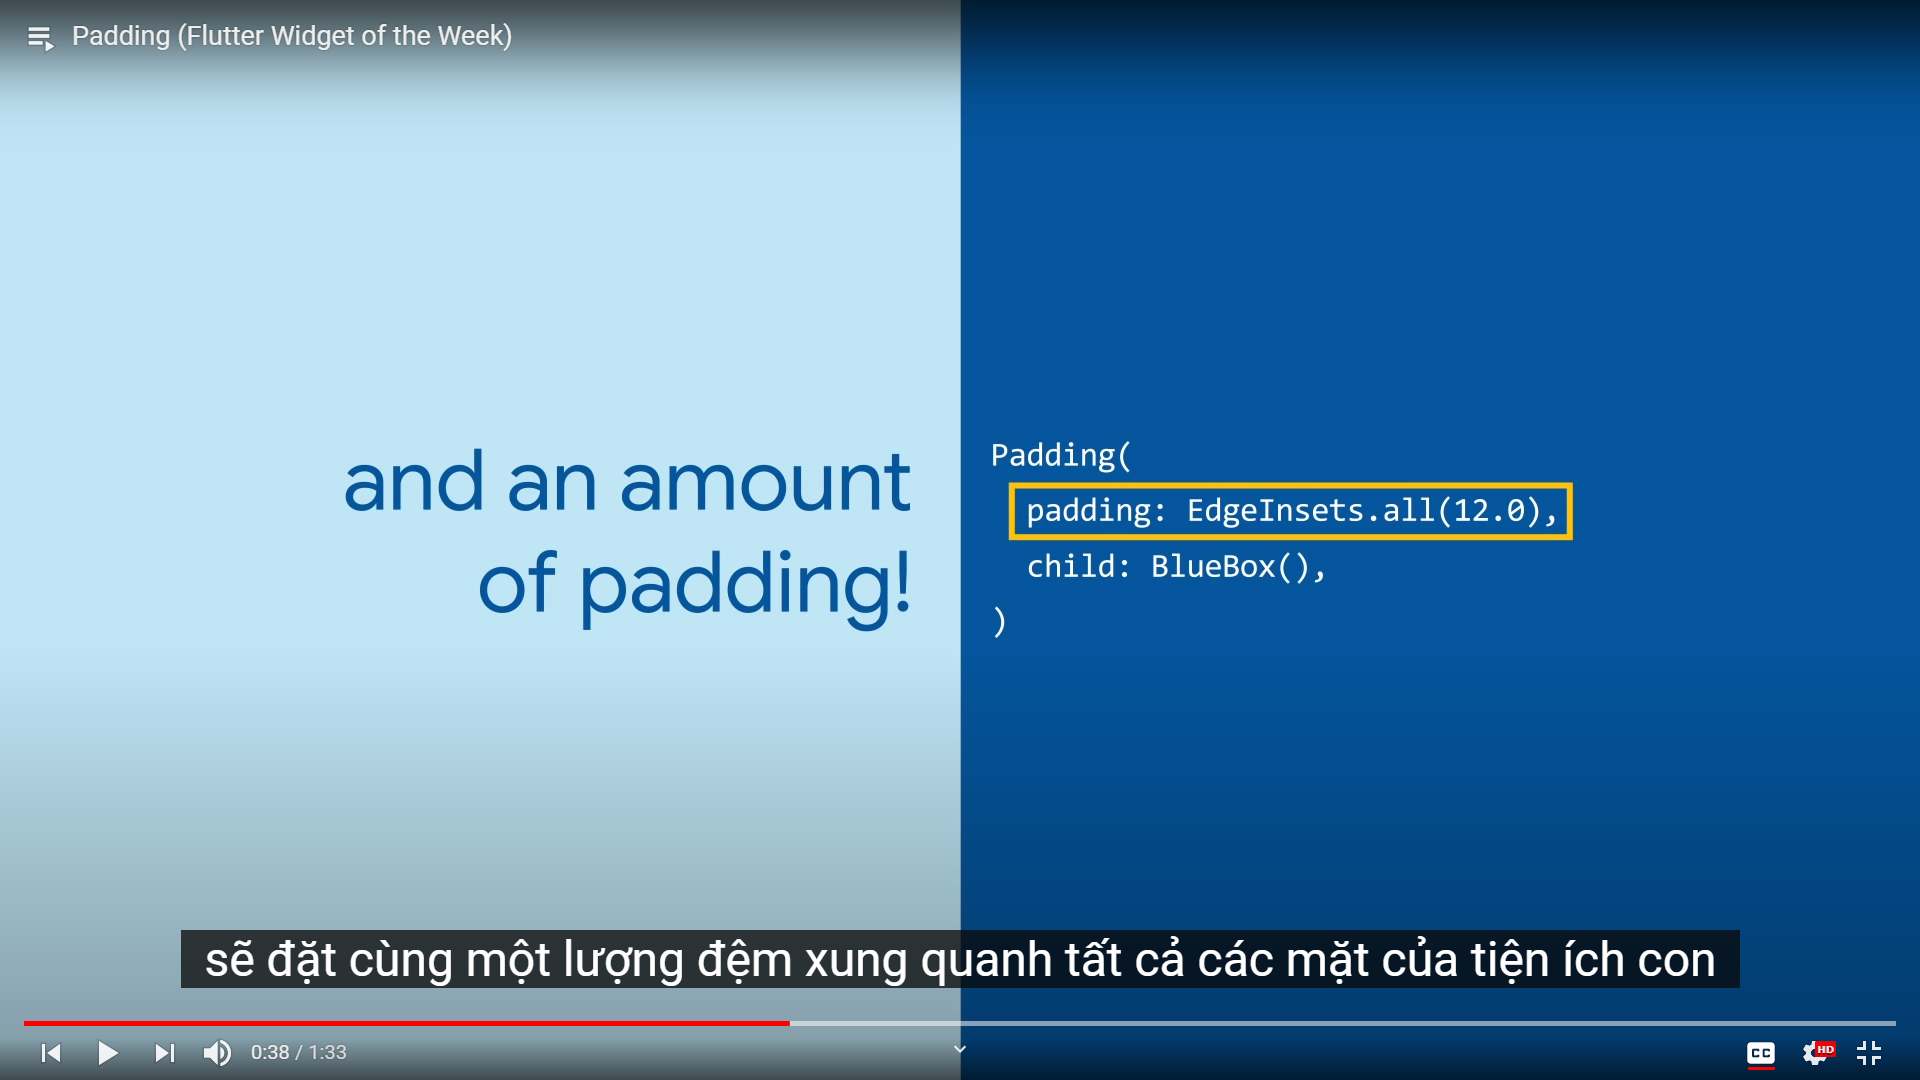 Padding (Flutter Widget of the Week)
and an amount
of padding!
Padding(
  padding: EdgeInsets.all(12.0),
  child: BlueBox(),
)
sẽ đặt cùng một lượng đệm xung quanh tất cả các mặt của tiện ích con
0:38 / 1:33
CC
HD